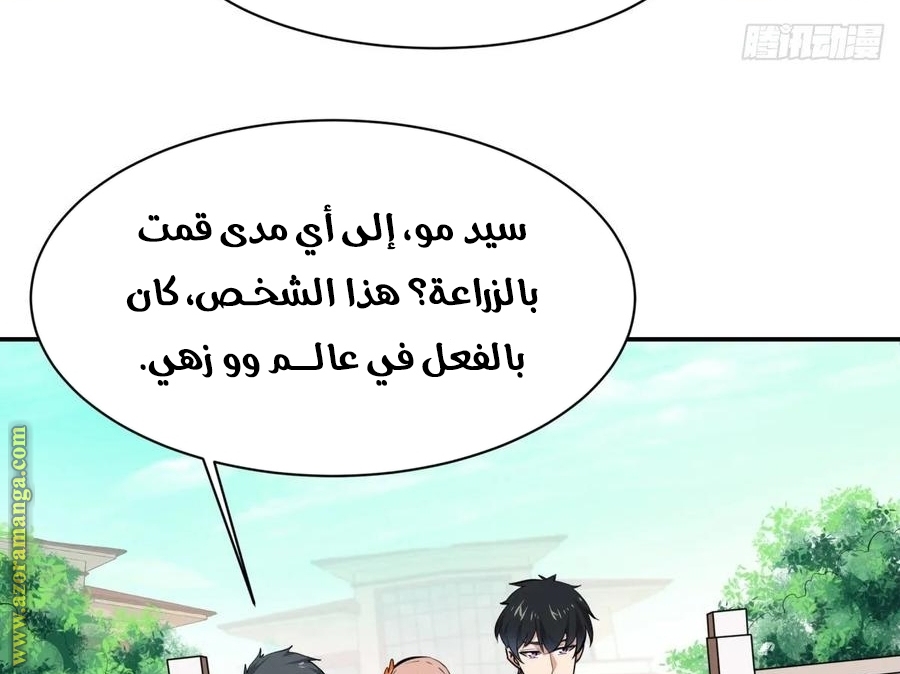 腾讯动漫
سيد مو، إلى أي مدى قمت
بالزراعة؟ هذا الشخص، كان
بالفعل في عالم وو زهي.
www.azoramanga.com